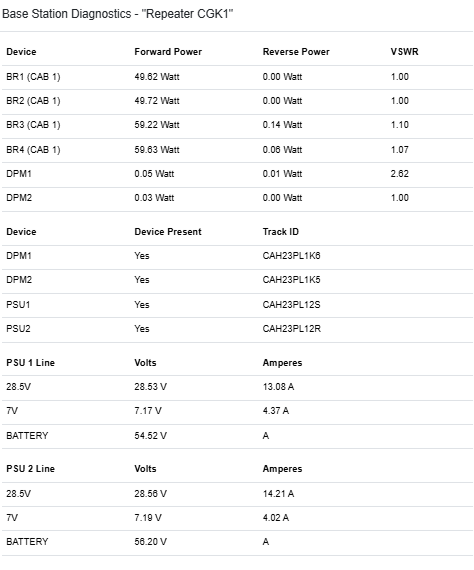 Base Station Diagnostics - "Repeater CGK1"
Device Forward Power Reverse Power VSWR
BR1 (CAB 1) 49.62 Watt 0.00 Watt 1.00
BR2 (CAB 1) 49.72 Watt 0.00 Watt 1.00
BR3 (CAB 1) 59.22 Watt 0.14 Watt 1.10
BR4 (CAB 1) 59.63 Watt 0.06 Watt 1.07
DPM1 0.05 Watt 0.01 Watt 2.62
DPM2 0.03 Watt 0.00 Watt 1.00
Device Device Present Track ID
DPM1 Yes CAH23PL1K6
DPM2 Yes CAH23PL1K5
PSU1 Yes CAH23PL12S
PSU2 Yes CAH23PL12R
PSU 1 Line Volts Amperes
28.5V 28.53 V 13.08 A
7V 7.17 V 4.37 A
BATTERY 54.52 V A
PSU 2 Line Volts Amperes
28.5V 28.56 V 14.21 A
7V 7.19 V 4.02 A
BATTERY 56.20 V A